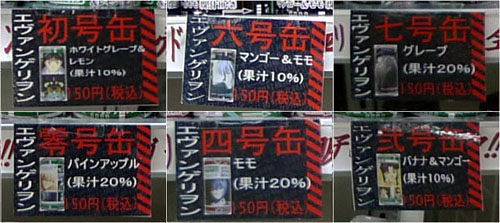 エヴァンゲリヲン
初号缶
ホワイトグレープ&
レモン
(果汁10%)
150円(税込)
エヴァンゲリヲン
六号缶
マンゴー&モモ
(果汁10%)
150円(税込)
エヴァンゲリヲン
七号缶
グレープ
(果汁20%)
150円(税込)
エヴァンゲリヲン
零号缶
パインアップル
(果汁20%)
150円(税込)
エヴァンゲリヲン
四号缶
モモ
(果汁20%)
150円(税込)
エヴァンゲリヲン
弐号缶
バナナ&マンゴー
(果汁10%)
150円(税込)